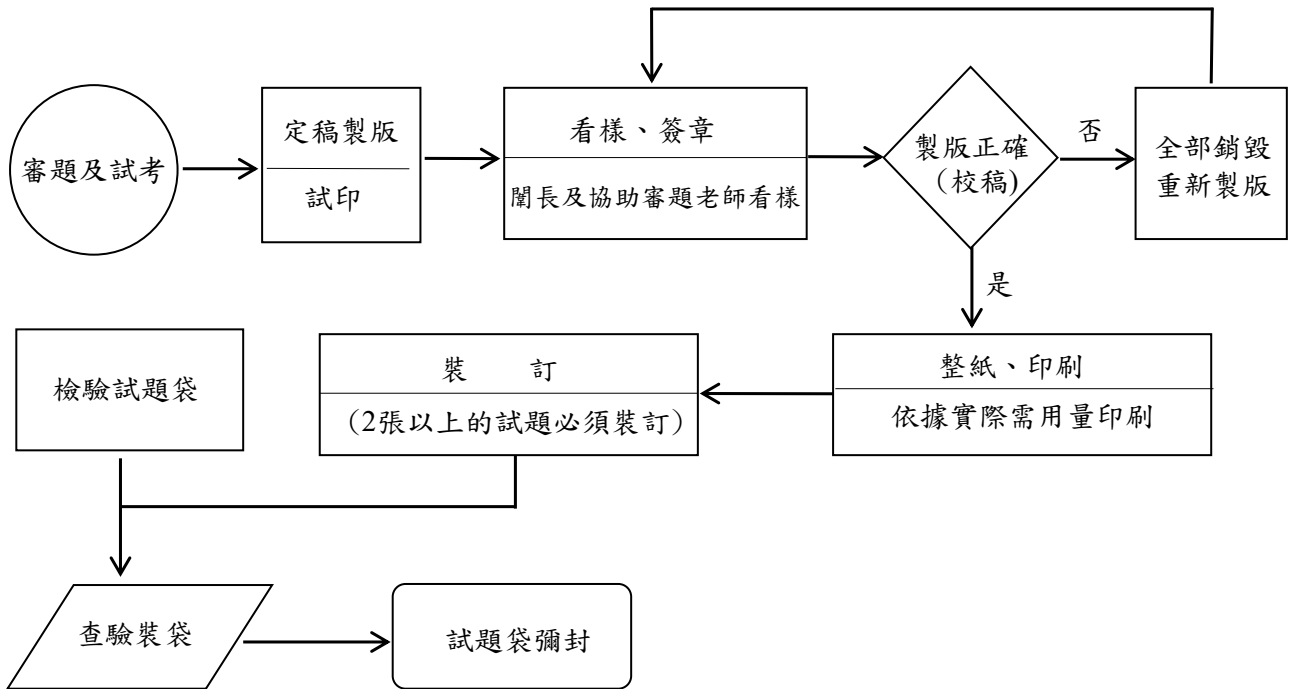 審題及試考
定稿製版
試印
看樣、簽章
闈長及協助審題老師看樣
製版正確
（校稿)
否
全部銷毀
重新製版
是
檢驗試題袋
裝　　訂
（2張以上的試題必須裝訂）
整紙、印刷
依據實際需用量印刷
查驗裝袋
試題袋彌封